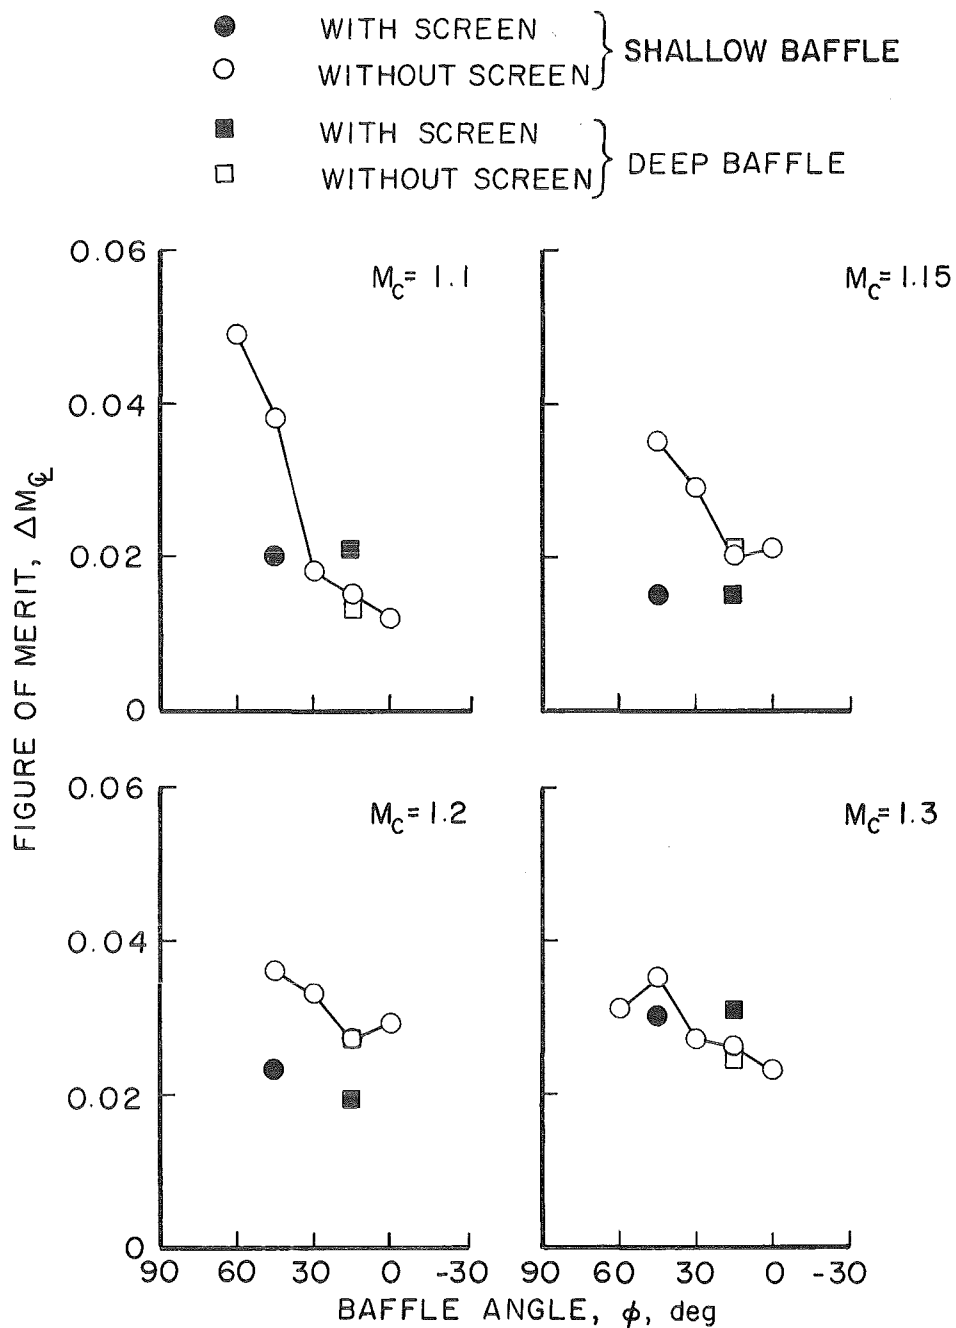 WITH SCREEN
WITHOUT SCREEN
SHALLOW BAFFLE
WITH SCREEN
WITHOUT SCREEN
DEEP BAFFLE
FIGURE OF MERIT, ΔM℄
0.06
0.04
0.02
0
M_C = 1.1
90 60 30 0 -30
M_C = 1.15
0.06
0.04
0.02
0
M_C = 1.2
M_C = 1.3
90 60 30 0 -30
BAFFLE ANGLE, ϕ, deg